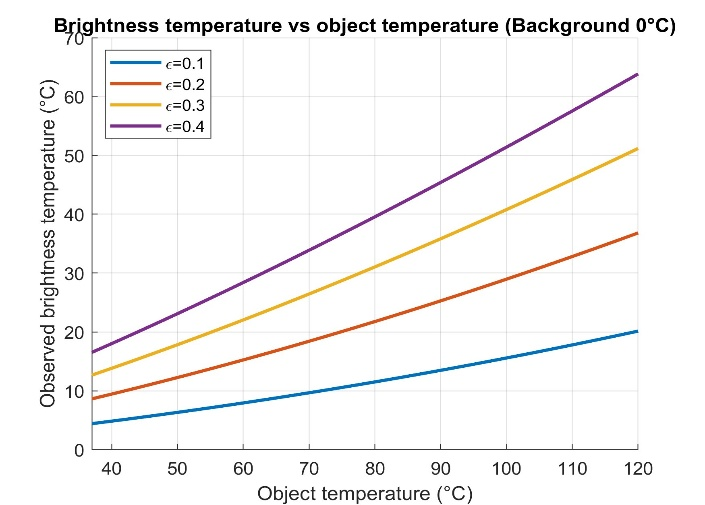 Brightness temperature vs object temperature (Background 0°C)
70
60
50
40
30
20
10
0
Observed brightness temperature (°C)
ϵ=0.1
ϵ=0.2
ϵ=0.3
ϵ=0.4
40 50 60 70 80 90 100 110 120
Object temperature (°C)